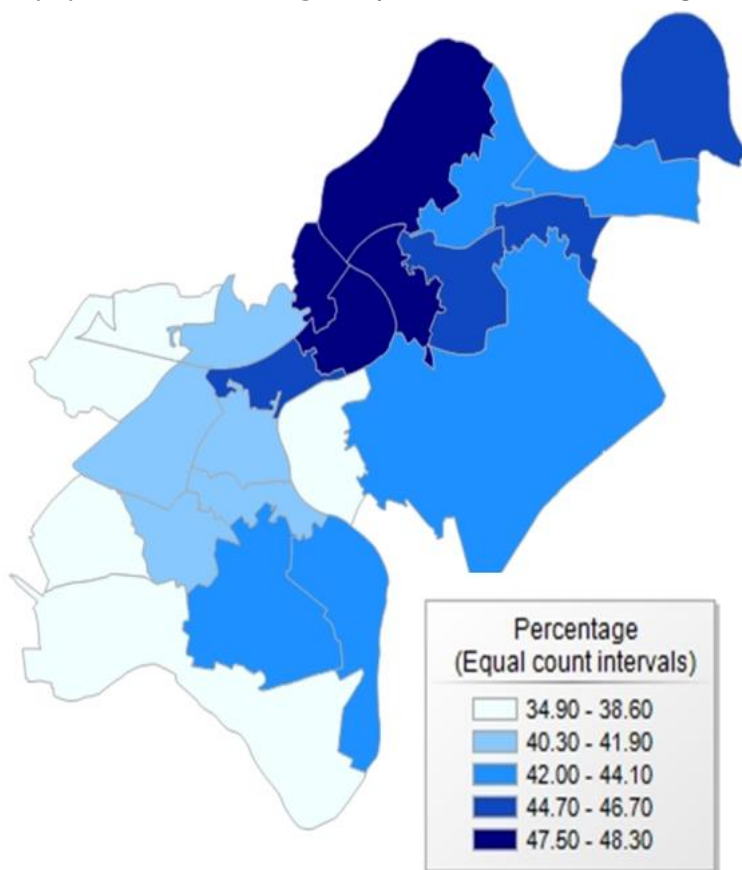 Percentage
(Equal count intervals)
34.90 - 38.60
40.30 - 41.90
42.00 - 44.10
44.70 - 46.70
47.50 - 48.30